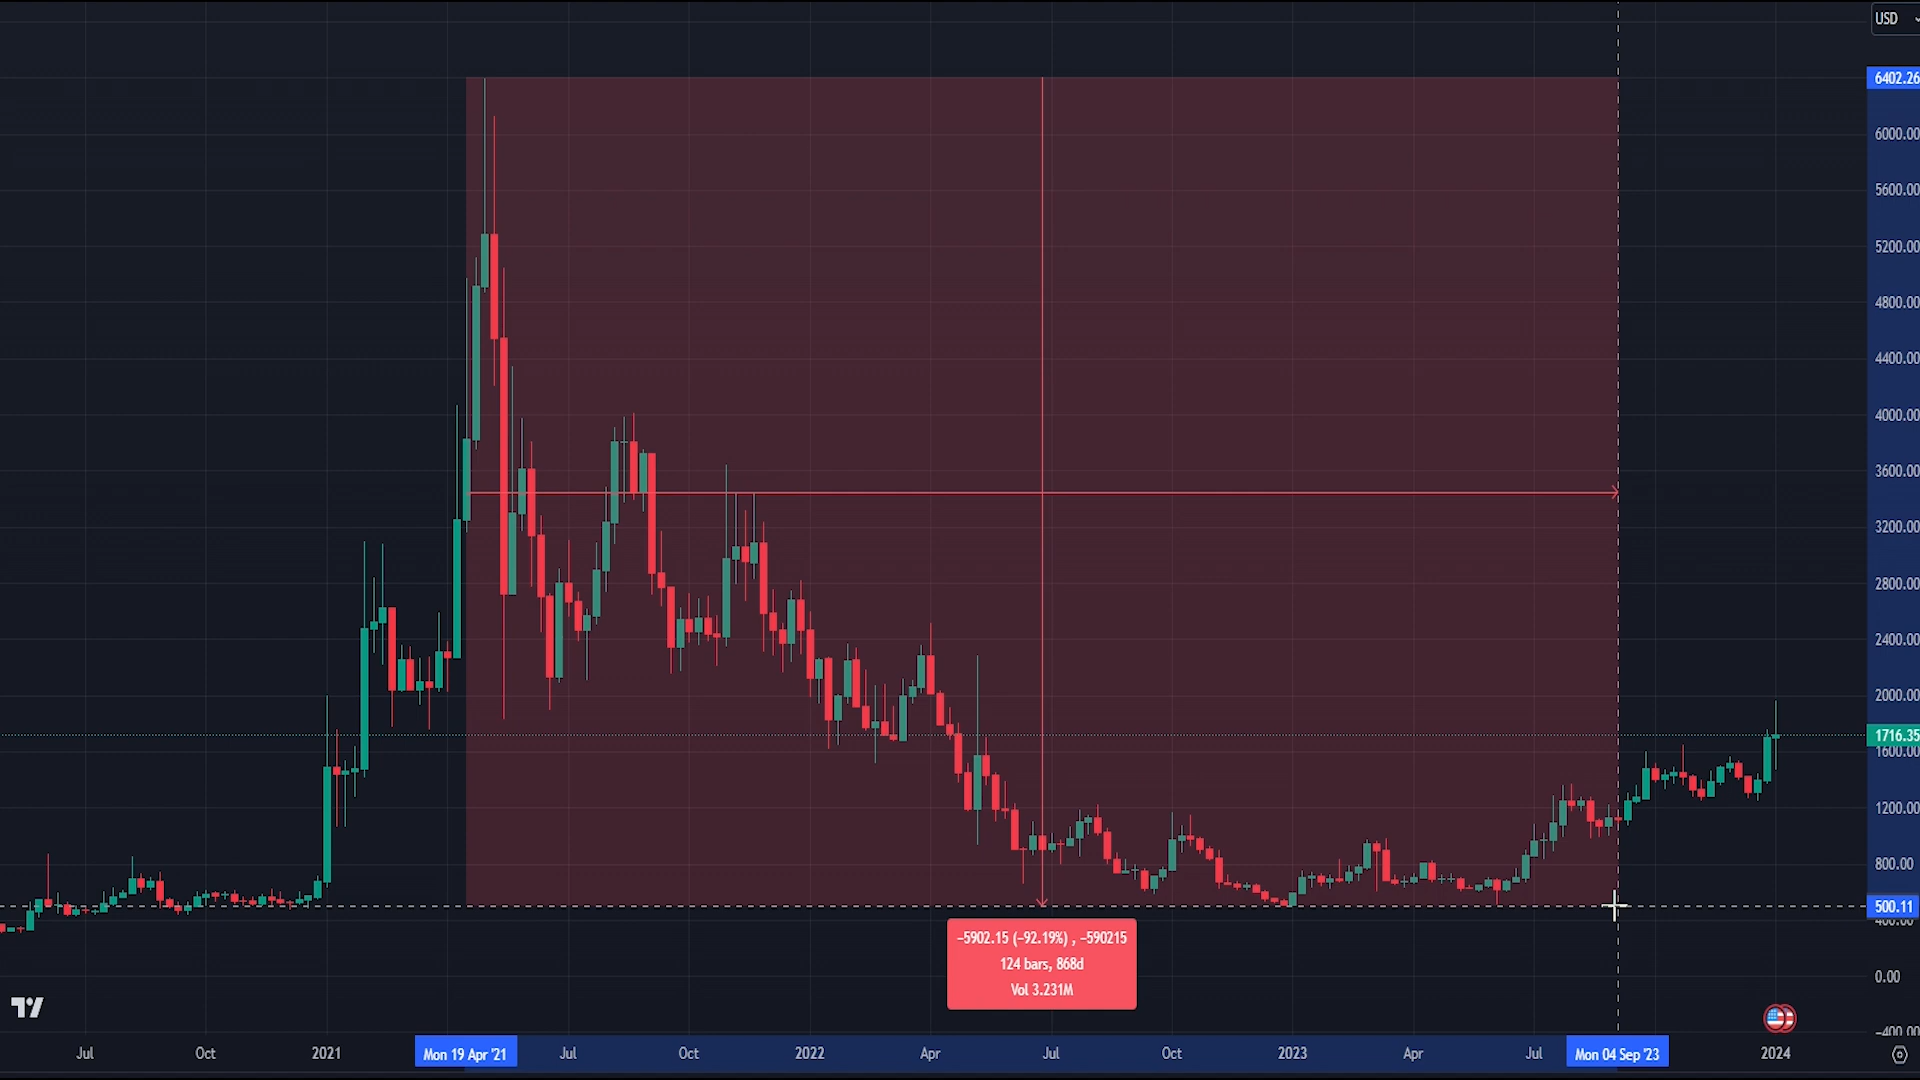 USD
6402.26
6000.00
5600.00
5200.00
4800.00
4400.00
4000.00
3600.00
3200.00
2800.00
2400.00
2000.00
1716.35
1600.00
1200.00
800.00
500.11
400.00
0.00
−400.00
−5902.15 (−92.19%) , −590215
124 bars, 868d
Vol 3.231M
Jul
Oct
2021
Mon 19 Apr '21
Jul
Oct
2022
Apr
Jul
Oct
2023
Apr
Jul
Mon 04 Sep '23
2024